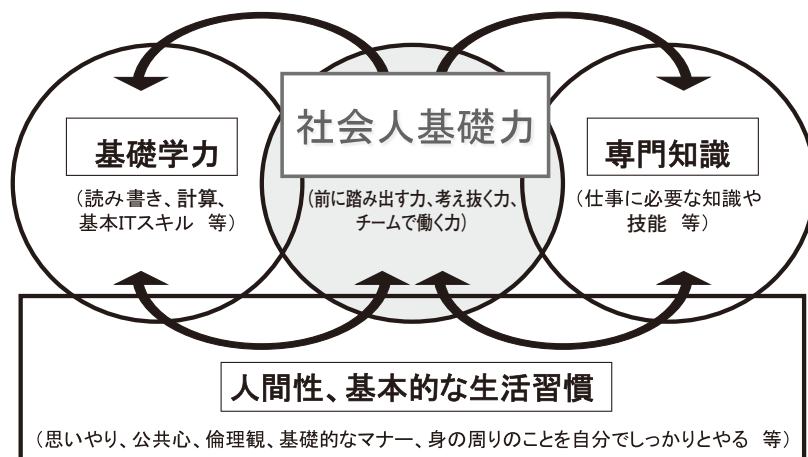 社会人基礎力
(前に踏み出す力、考え抜く力、
チームで働く力)
基礎学力
(読み書き、計算、
基本ITスキル 等)
専門知識
(仕事に必要な知識や
技能 等)
人間性、基本的な生活習慣
(思いやり、公共心、倫理観、基礎的なマナー、身の周りのことを自分でしっかりとやる 等)